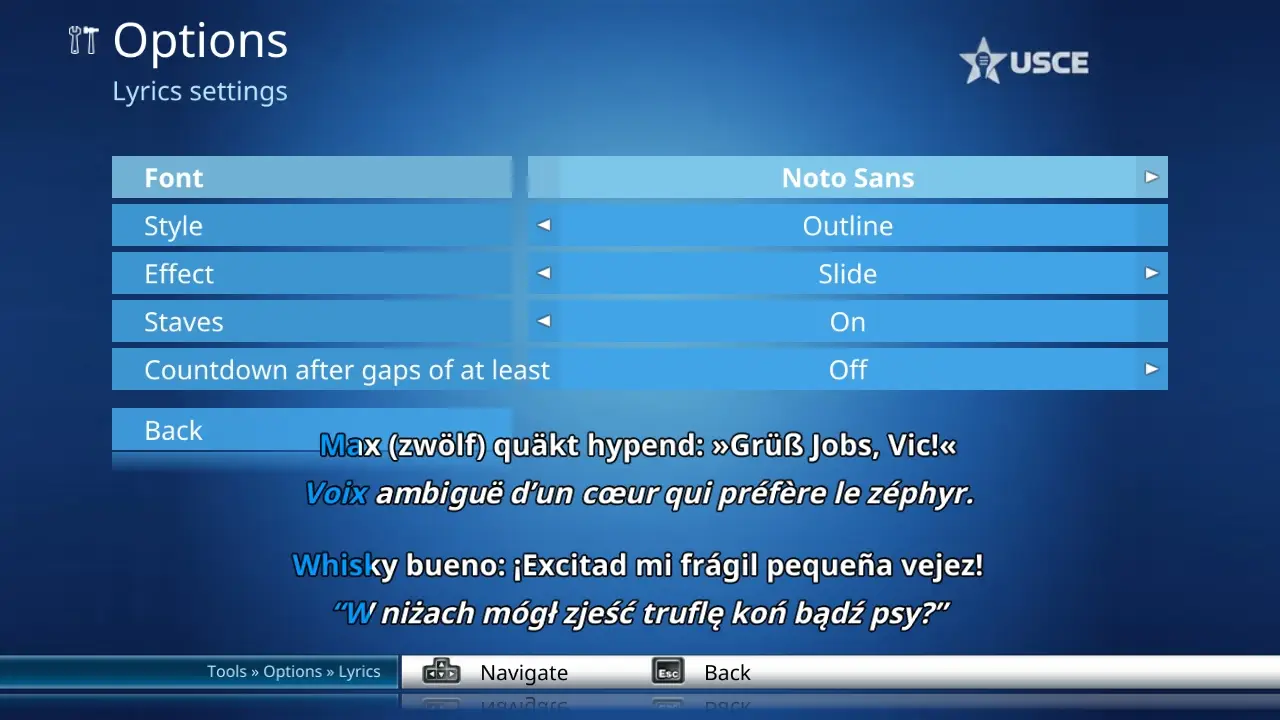 Options
Lyrics settings
USCE
Font Noto Sans
Style Outline
Effect Slide
Staves On
Countdown after gaps of at least Off
Back
Max (zwölf) quäkt hypend: »Grüß Jobs, Vic!«
Voix ambiguë d’un cœur qui préfère le zéphyr.
Whisky bueno: ¡Excitad mi frágil pequeña vejez!
“W niżach mógł zjeść truflę koń bądź psy?”
Tools » Options » Lyrics Navigate Esc Back